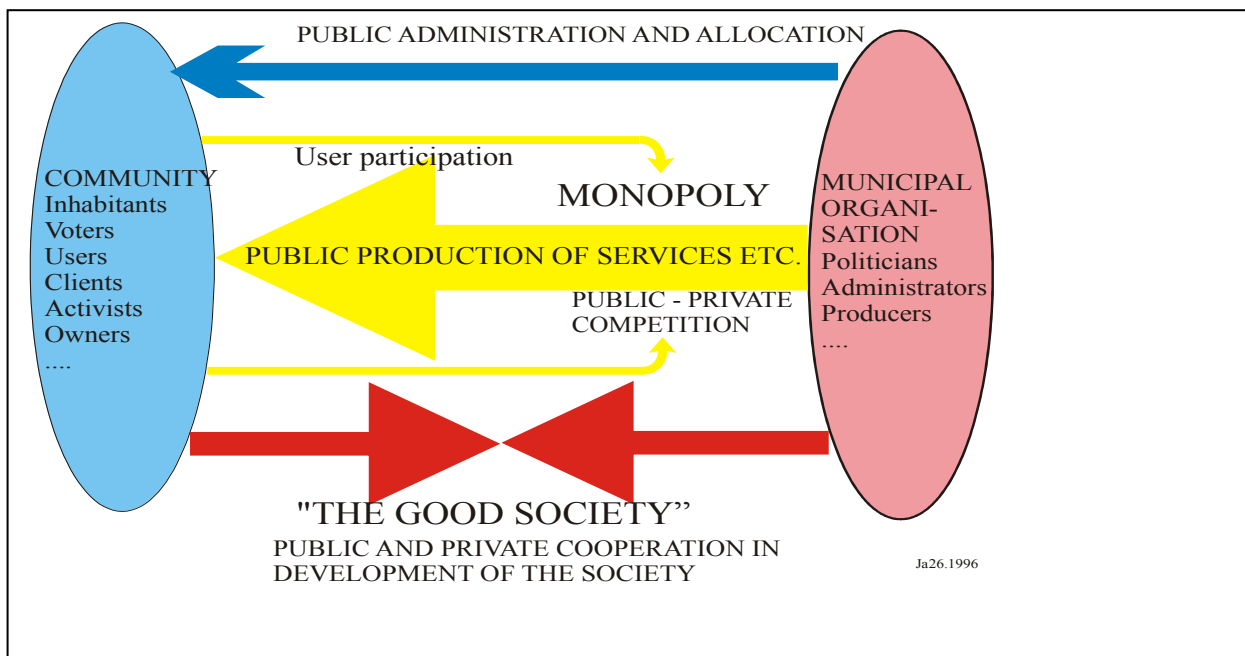 PUBLIC ADMINISTRATION AND ALLOCATION
User participation
COMMUNITY
Inhabitants
Voters
Users
Clients
Activists
Owners
....
MONOPOLY
PUBLIC PRODUCTION OF SERVICES ETC.
PUBLIC - PRIVATE
COMPETITION
MUNICIPAL
ORGANI-
SATION
Politicians
Administrators
Producers
....
"THE GOOD SOCIETY”
PUBLIC AND PRIVATE COOPERATION IN
DEVELOPMENT OF THE SOCIETY
Ja26.1996